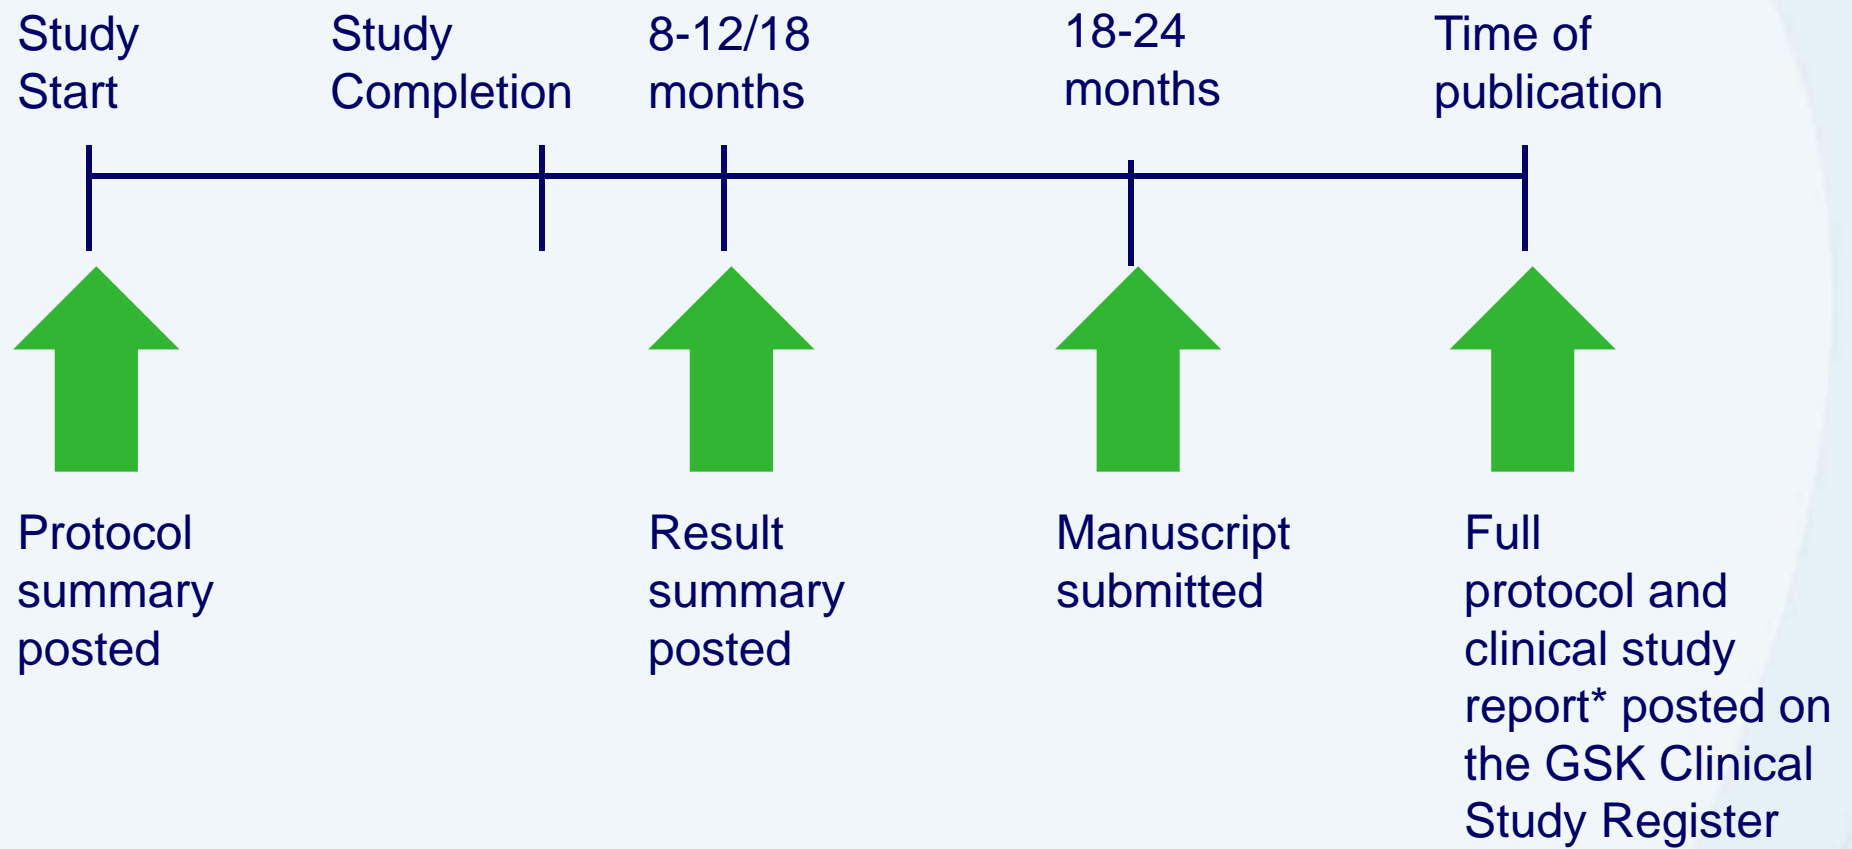 Study
Start
Study
Completion
8-12/18
months
18-24
months
Time of
publication
Protocol
summary
posted
Result
summary
posted
Manuscript
submitted
Full
protocol and
clinical study
report* posted on
the GSK Clinical
Study Register